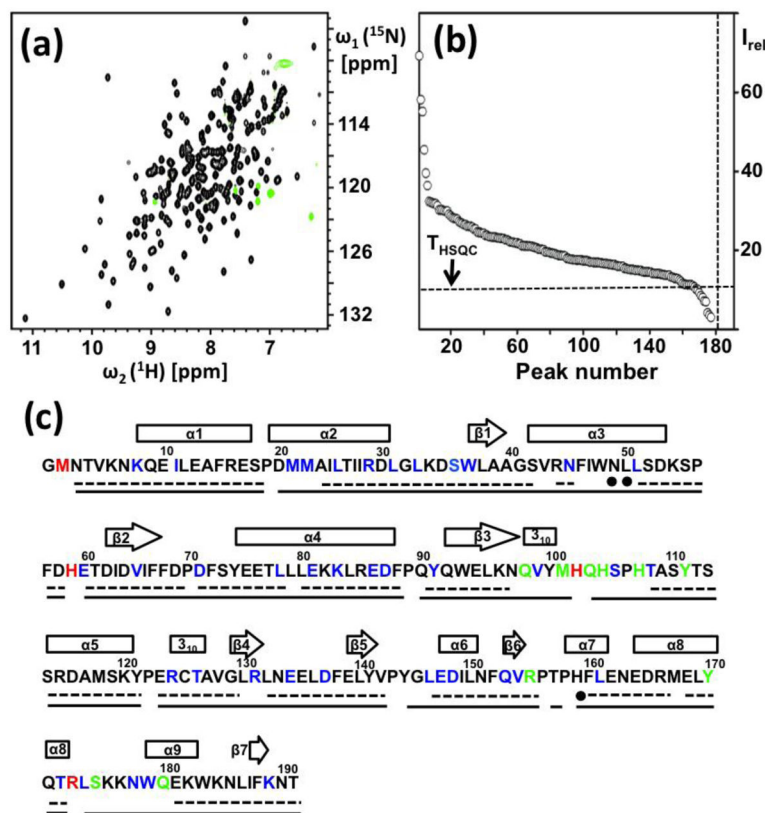 (a)
ω₁ (¹⁵N)
[ppm]
114
120
126
132
11 10 9 8 7
ω₂ (¹H) [ppm]
(b)
I_rel
60
40
20
T_HSQC
20 60 100 140 180
Peak number
(c)
α1 α2 β1 α3
10 20 30 40 50
GMNTVKNKQEILEAFRESPDMMAILTIIRDLGLKDSWLAAGSVRNFIWNLLSDKSP
β2 α4 β3 3₁₀
60 70 80 90 100 110
FDHETDIDVIFFDPDFSYEETLLLEKKLREDFPQYQWELKNQVYMHQHSPHTASYTS
α5 3₁₀ β4 β5 α6 β6 α7 α8
120 130 140 150 160 170
SRDAMSKYPERCTAVGLRLNEELDFELYVPYGLEDILNFQVRPTPHFLENEDRMELY
α8 α9 β7
180 190
QTRLSKKNWQEKWKNLIFKNT